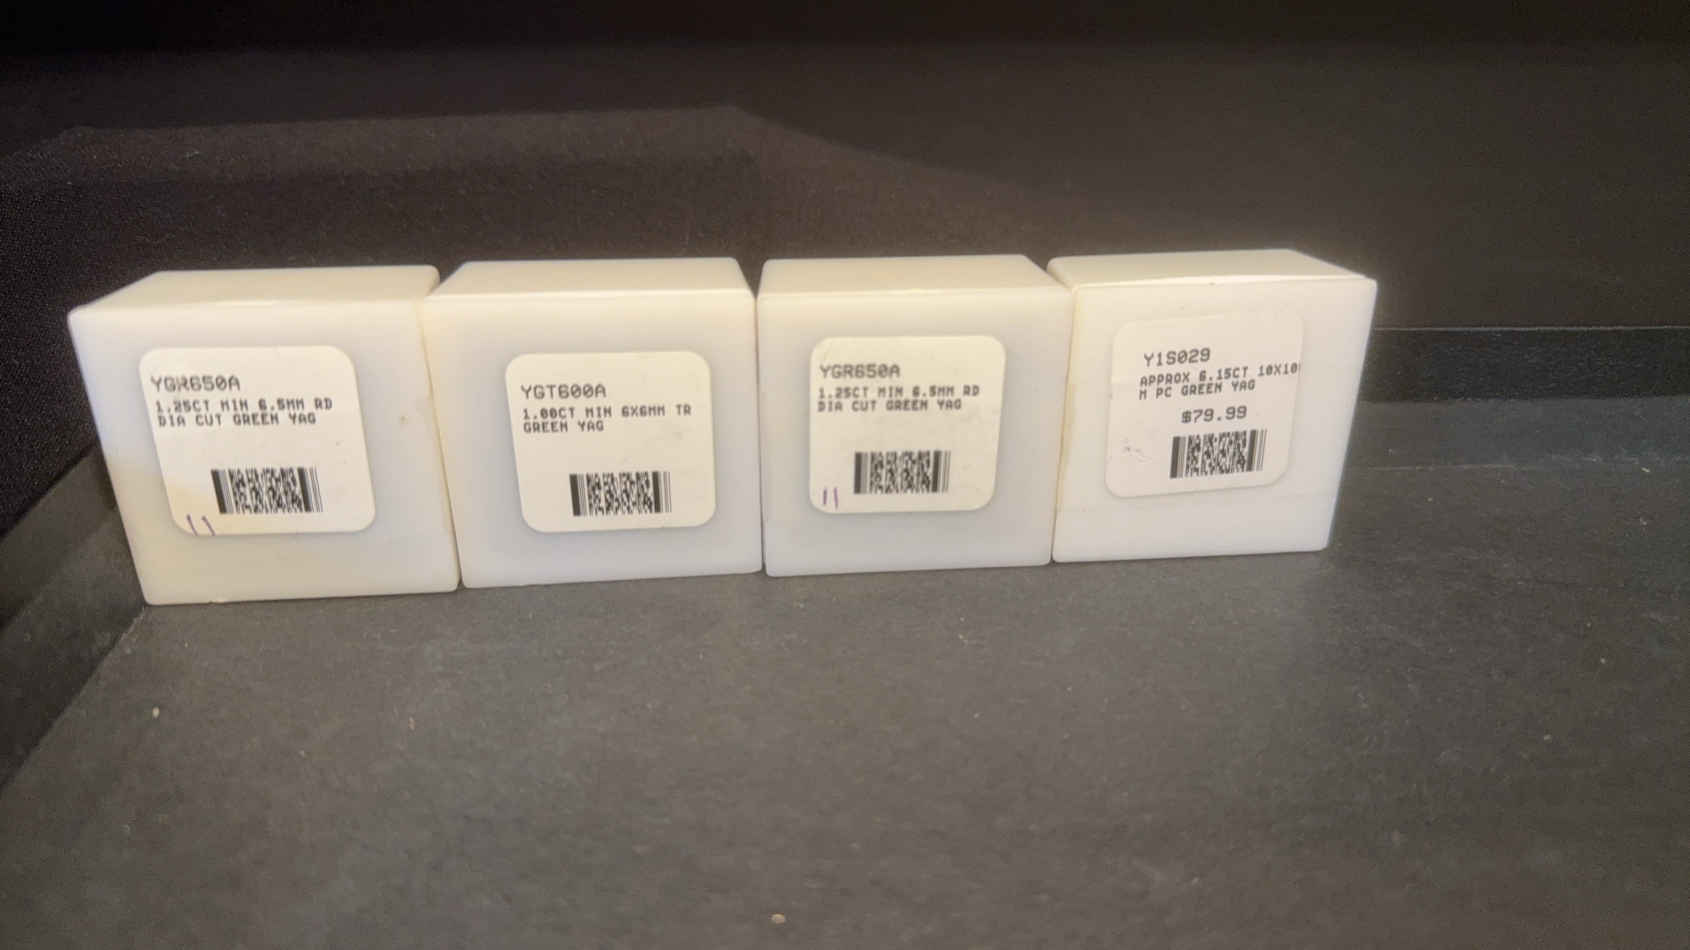 YGR650A
1.25CT MIN 6.5MM RD
DIA CUT GREEN YAG
YGT600A
1.00CT MIN 6X6MM TR
GREEN YAG
YGR650A
1.25CT MIN 6.5MM RD
DIA CUT GREEN YAG
Y1S029
APPROX 6.15CT 10X10
M PC GREEN YAG
$79.99